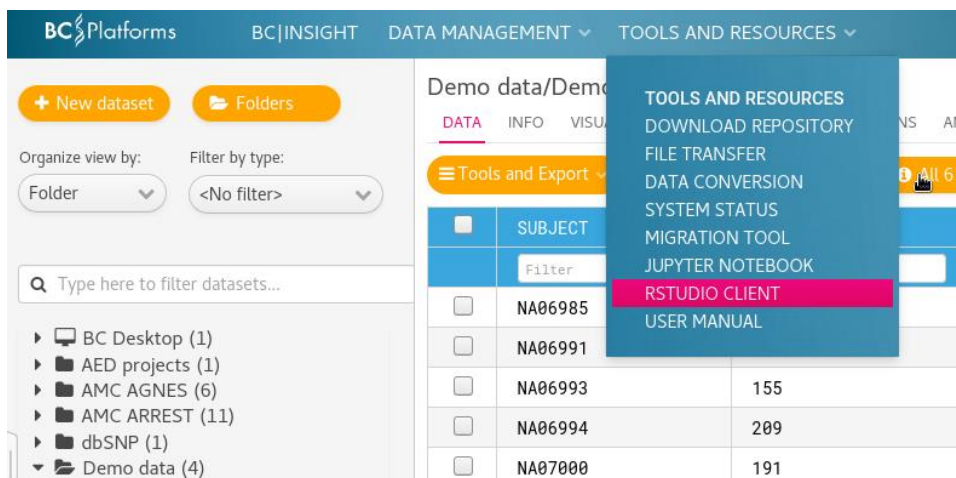 BC Platforms BC|INSIGHT DATA MANAGEMENT TOOLS AND RESOURCES
+ New dataset Folders
Organize view by: Filter by type:
Folder <No filter>
Type here to filter datasets...
BC Desktop (1)
AED projects (1)
AMC AGNES (6)
AMC ARREST (11)
dbSNP (1)
Demo data (4)
Demo data/Demo
DATA INFO
Tools and Export All 6
SUBJECT
Filter
NA06985
NA06991
NA06993 155
NA06994 209
NA07000 191
TOOLS AND RESOURCES
DOWNLOAD REPOSITORY
FILE TRANSFER
DATA CONVERSION
SYSTEM STATUS
MIGRATION TOOL
JUPYTER NOTEBOOK
RSTUDIO CLIENT
USER MANUAL